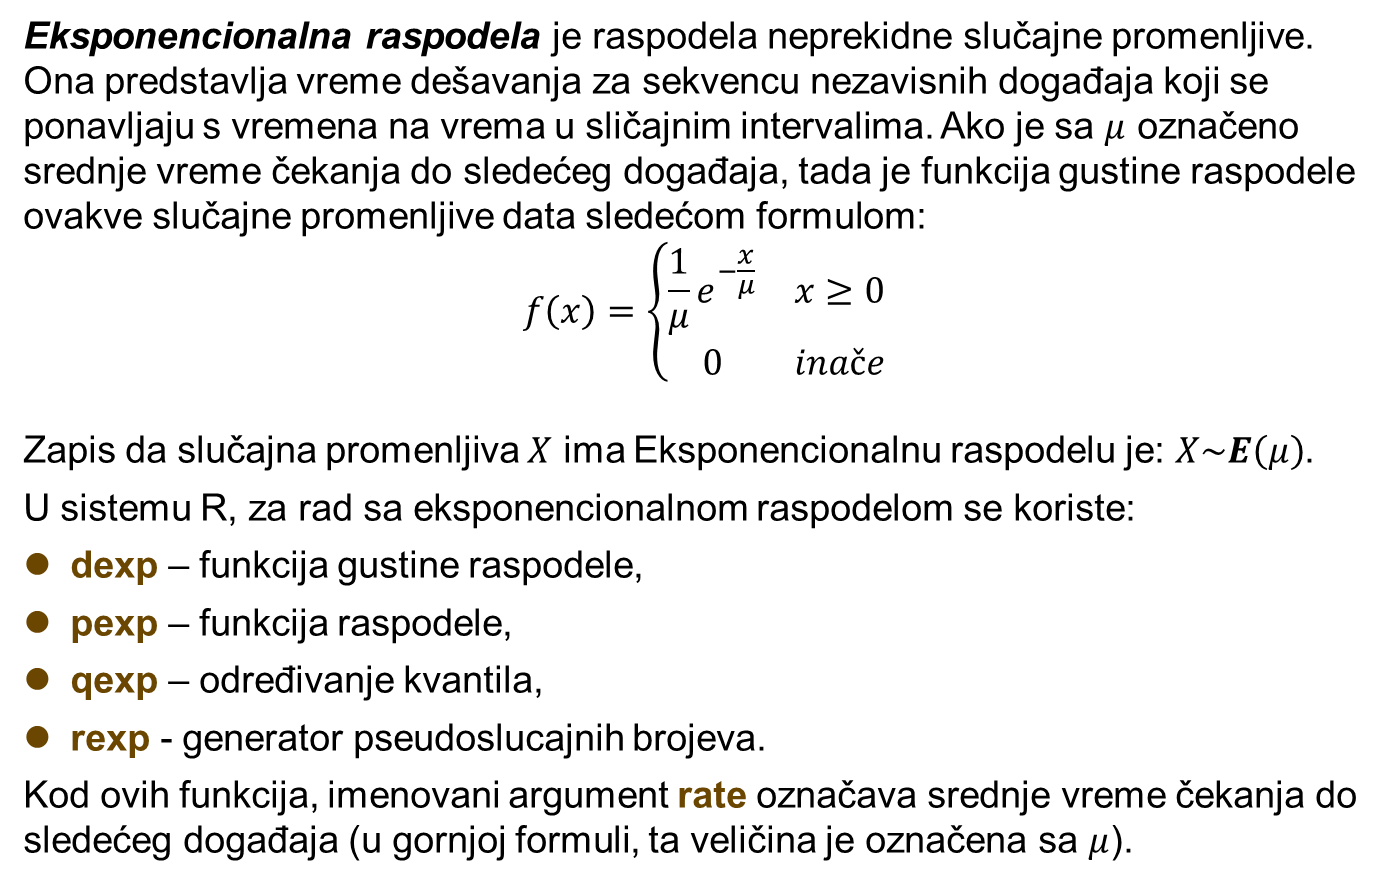 Eksponencionalna raspodela je raspodela neprekidne slučajne promenljive.
Ona predstavlja vreme dešavanja za sekvencu nezavisnih događaja koji se
ponavljaju s vremena na vrema u sličajnim intervalima. Ako je sa μ označeno
srednje vreme čekanja do sledećeg događaja, tada je funkcija gustine raspodele
ovakve slučajne promenljive data sledećom formulom:
f(x) = { 1/μ e^(−x/μ) x ≥ 0
0 inače
Zapis da slučajna promenljiva X ima Eksponencionalnu raspodelu je: X~E(μ).
U sistemu R, za rad sa eksponencionalnom raspodelom se koriste:
● dexp – funkcija gustine raspodele,
● pexp – funkcija raspodele,
● qexp – određivanje kvantila,
● rexp - generator pseudoslucajnih brojeva.
Kod ovih funkcija, imenovani argument rate označava srednje vreme čekanja do
sledećeg događaja (u gornjoj formuli, ta veličina je označena sa μ).